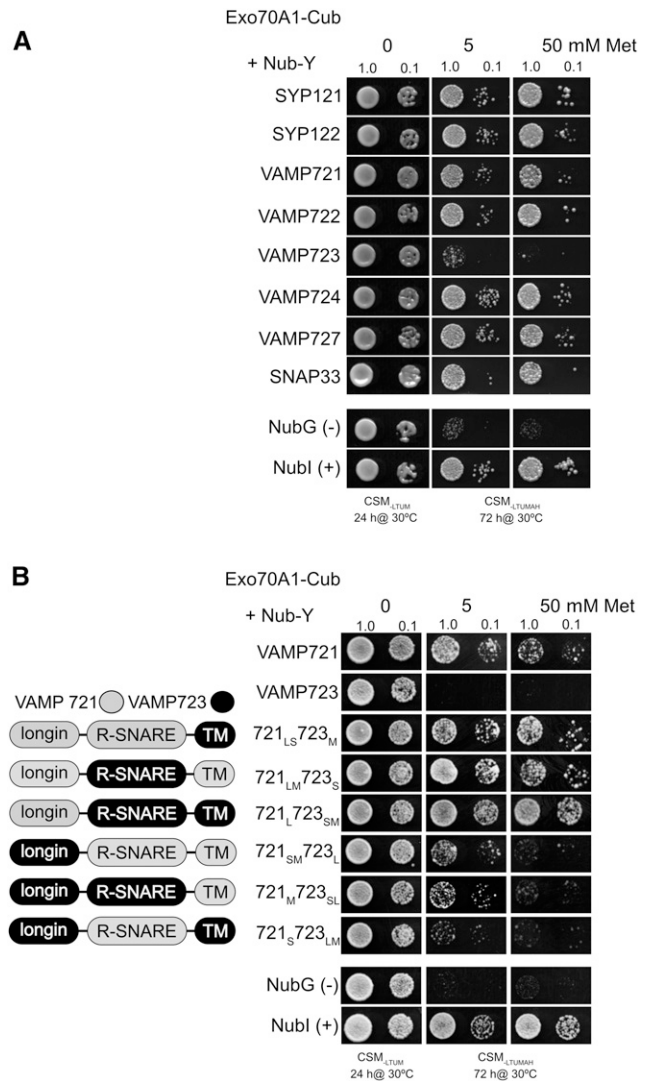 A
Exo70A1-Cub
0 5 50 mM Met
+ Nub-Y 1.0 0.1 1.0 0.1 1.0 0.1
SYP121
SYP122
VAMP721
VAMP722
VAMP723
VAMP724
VAMP727
SNAP33
NubG (-)
NubI (+)
CSM-LTUM CSM-LTUMAH
24 h@ 30ºC 72 h@ 30ºC
B
Exo70A1-Cub
0 5 50 mM Met
+ Nub-Y 1.0 0.1 1.0 0.1 1.0 0.1
VAMP721
VAMP 721 VAMP723 VAMP723
longin R-SNARE TM 721LS723M
longin R-SNARE TM 721LM723S
longin R-SNARE TM 721L723SM
longin R-SNARE TM 721SM723L
longin R-SNARE TM 721M723SL
longin R-SNARE TM 721S723LM
NubG (-)
NubI (+)
CSM-LTUM CSM-LTUMAH
24 h@ 30ºC 72 h@ 30ºC